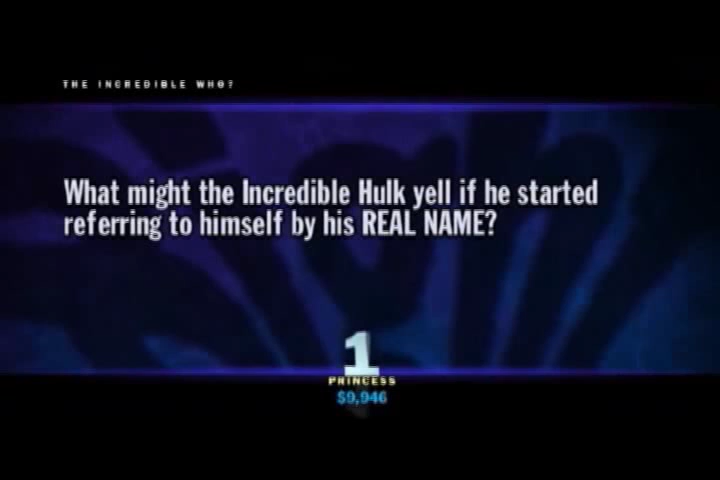 THE INCREDIBLE WHO?
What might the Incredible Hulk yell if he started
referring to himself by his REAL NAME?
1
PRINCESS
$9,946